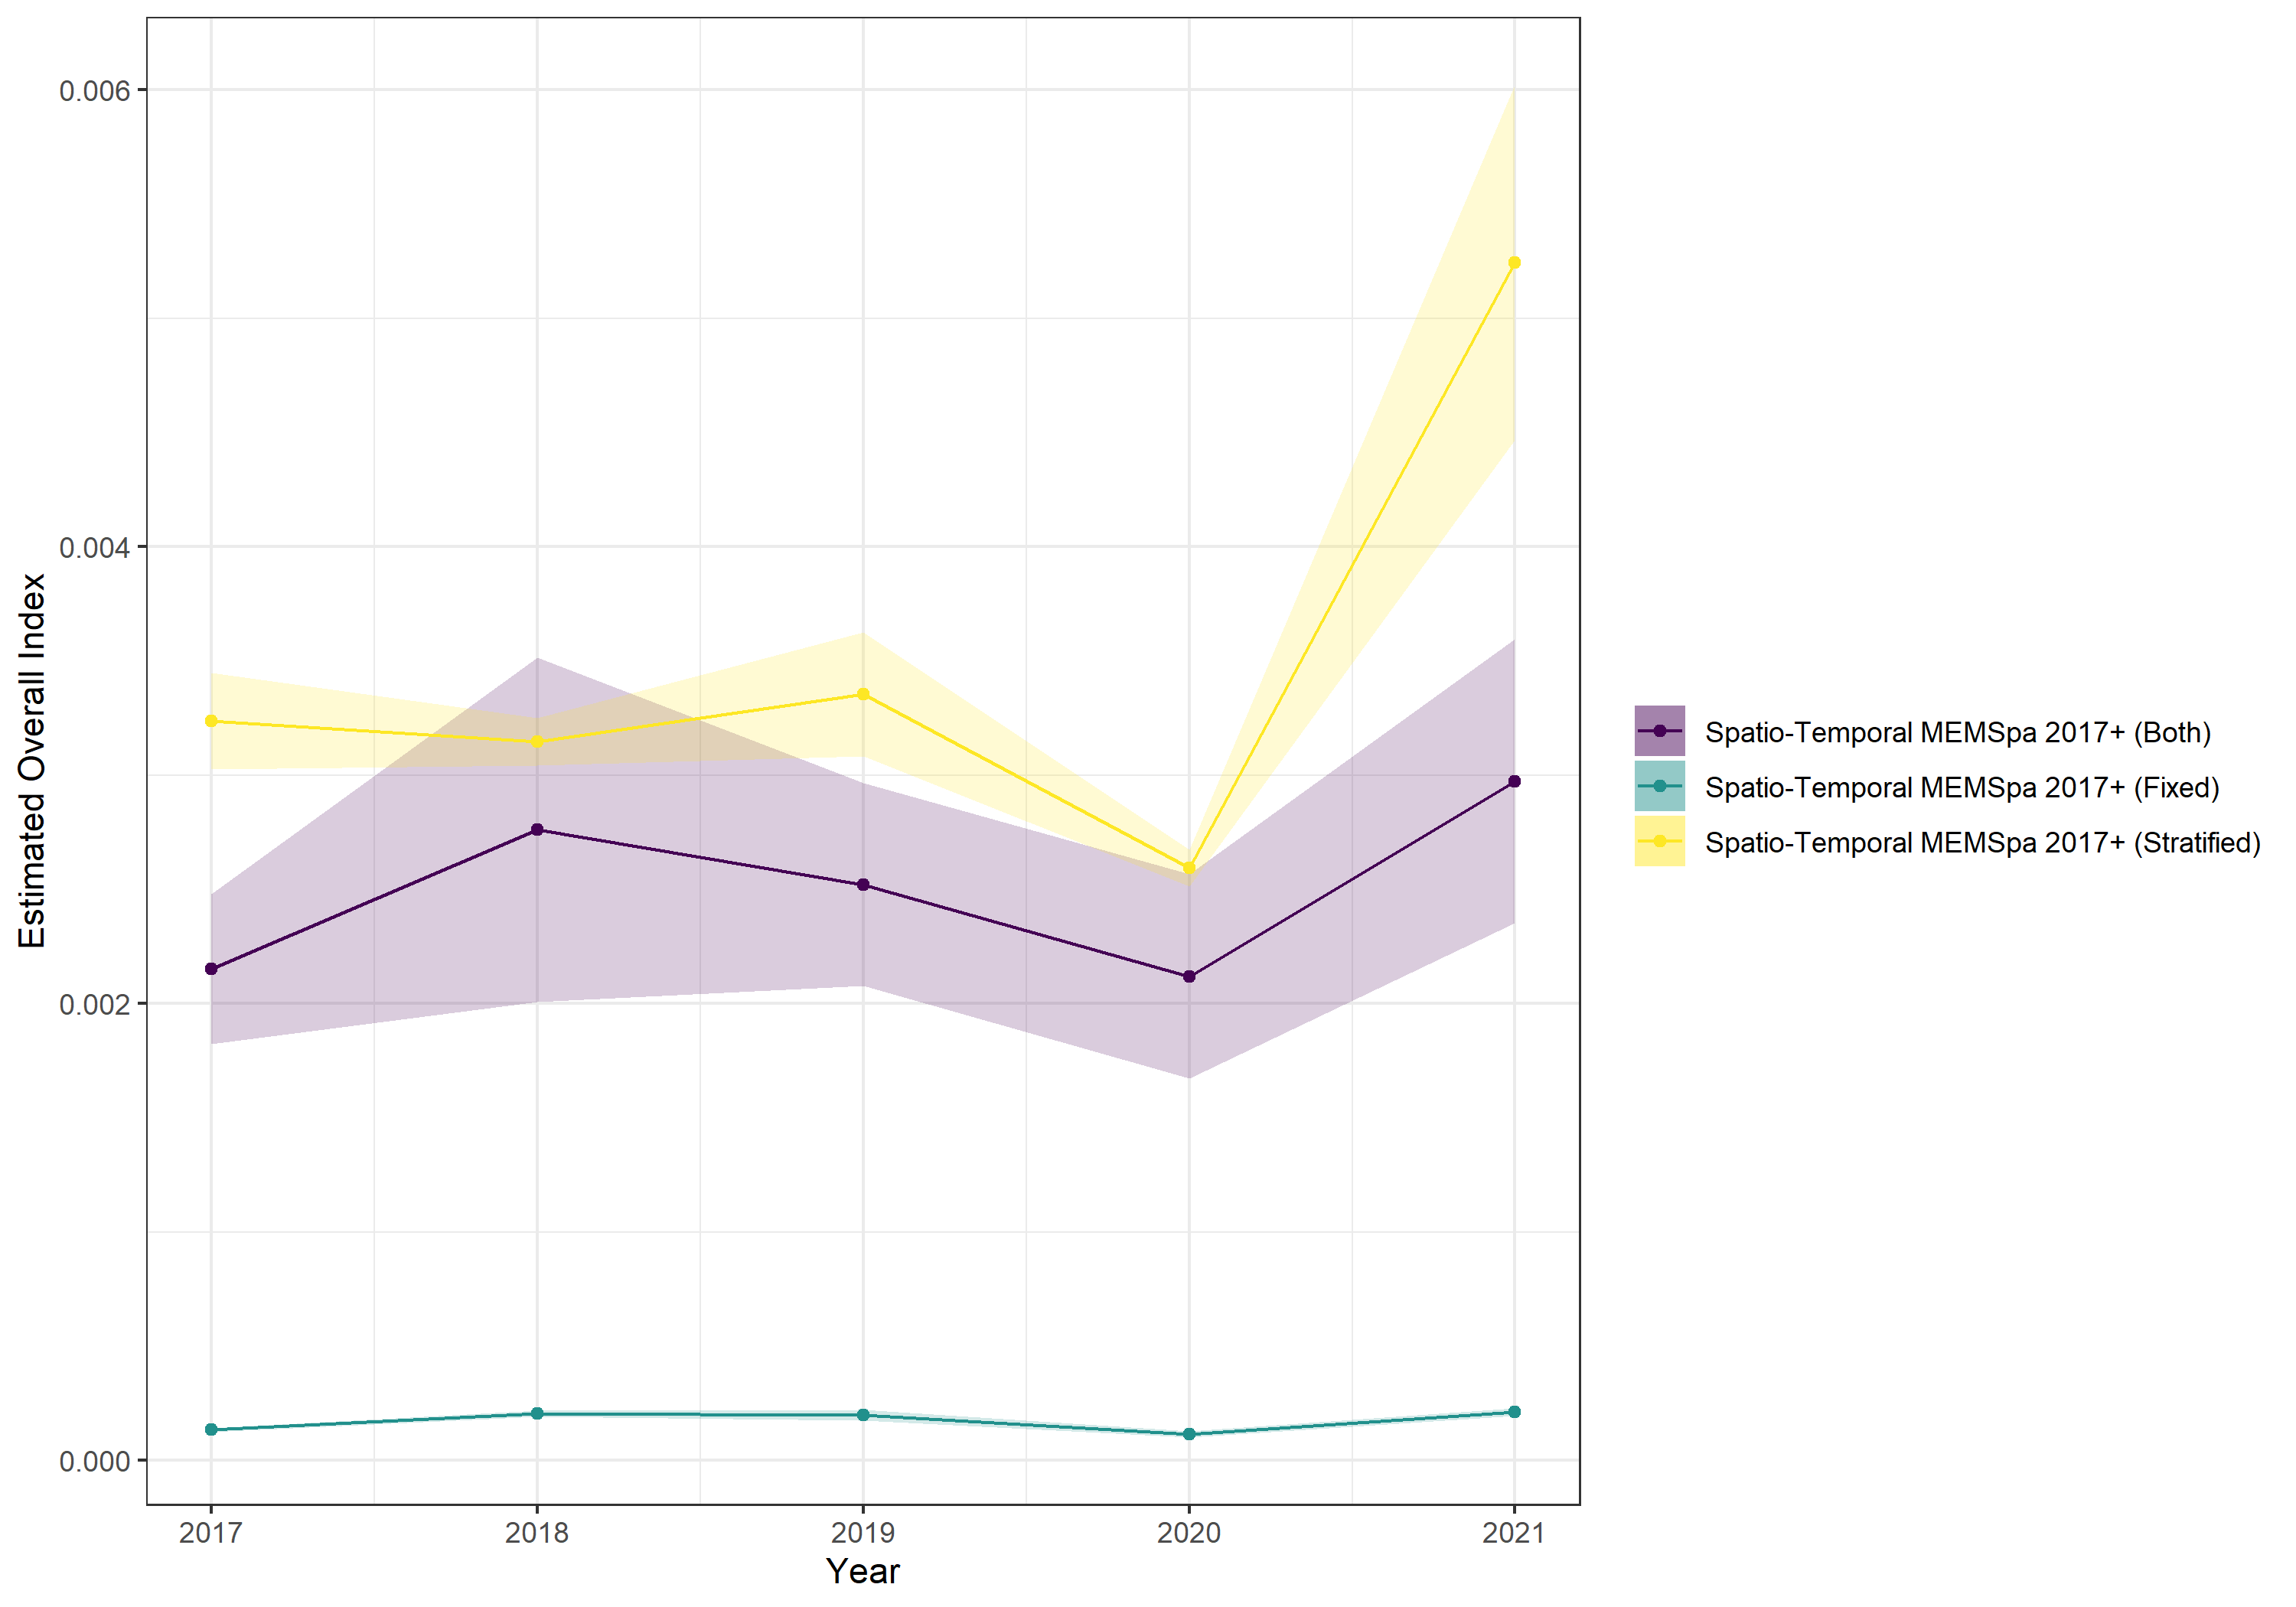 Estimated Overall Index
0.006
0.004
0.002
0.000
2017 2018 2019 2020 2021
Year
Spatio-Temporal MEMSpa 2017+ (Both)
Spatio-Temporal MEMSpa 2017+ (Fixed)
Spatio-Temporal MEMSpa 2017+ (Stratified)